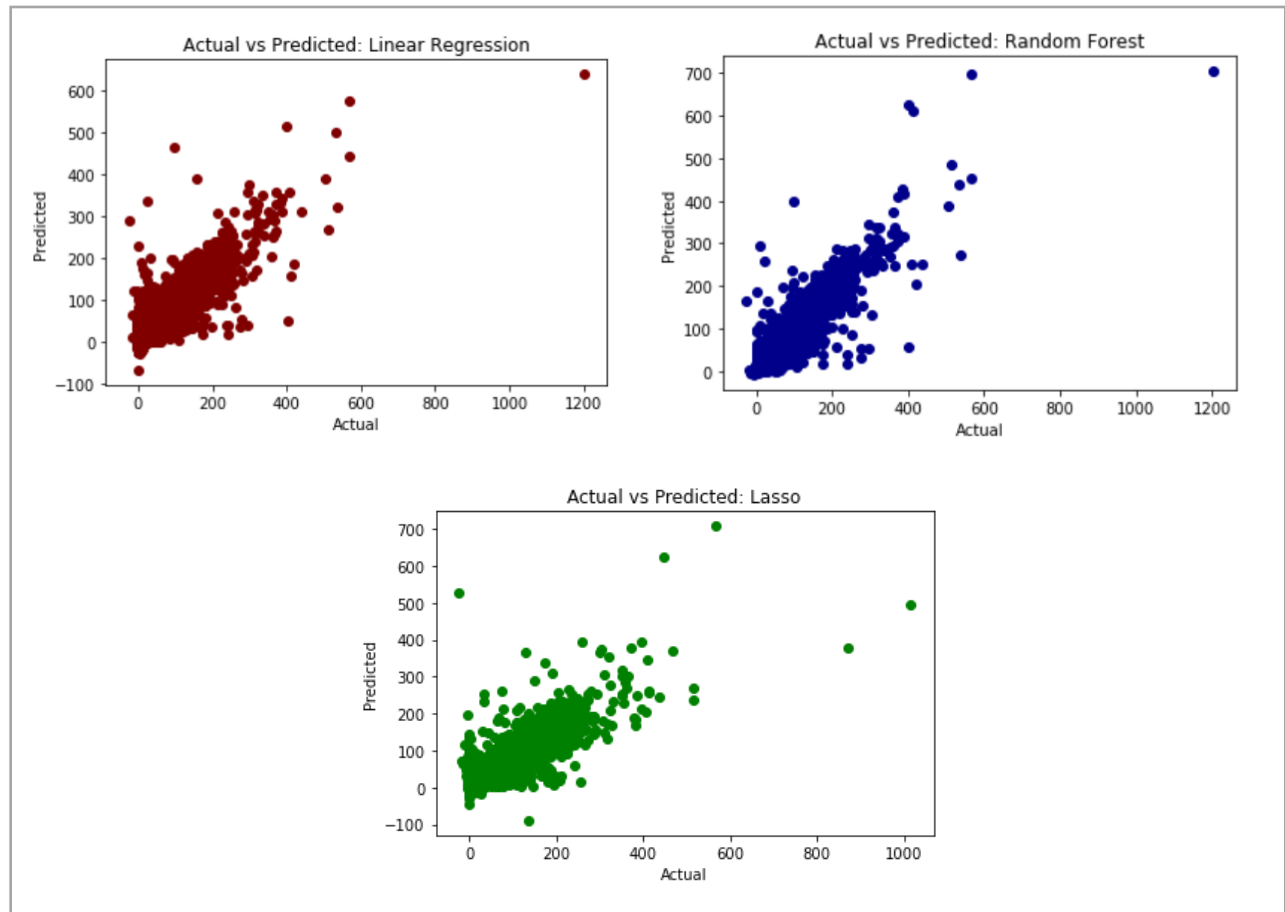 Actual vs Predicted: Linear Regression
600
500
400
300
200
100
0
−100
Predicted
0 200 400 600 800 1000 1200
Actual
Actual vs Predicted: Random Forest
700
600
500
400
300
200
100
0
Predicted
0 200 400 600 800 1000 1200
Actual
Actual vs Predicted: Lasso
700
600
500
400
300
200
100
0
−100
Predicted
0 200 400 600 800 1000
Actual